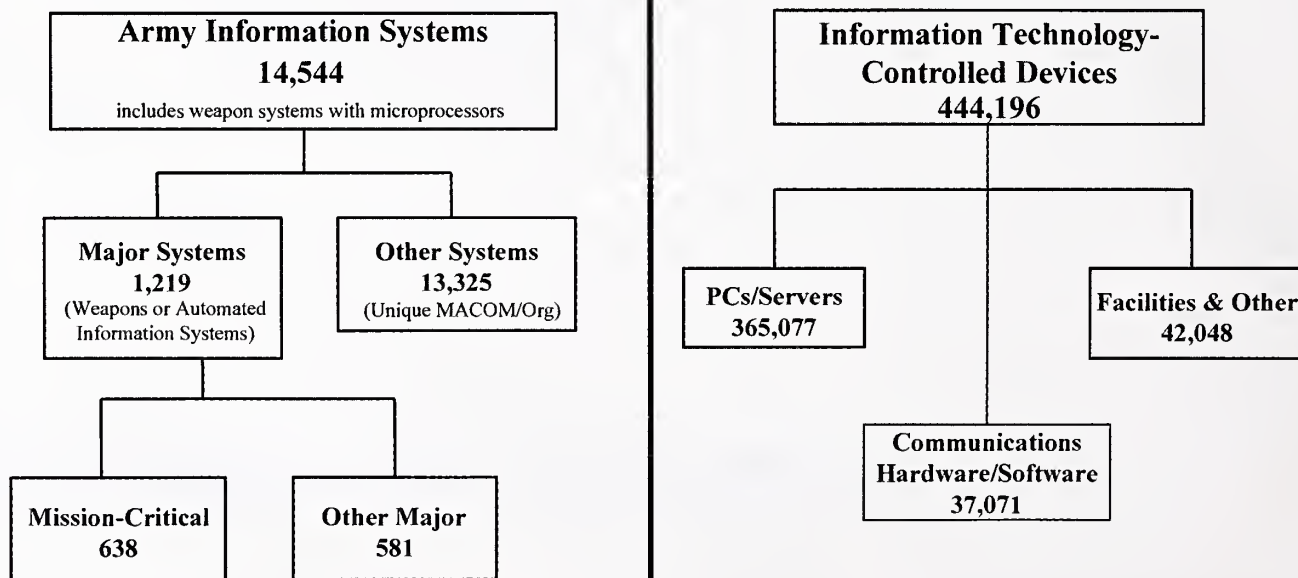 Army Information Systems
14,544
includes weapon systems with microprocessors
Major Systems
1,219
(Weapons or Automated
Information Systems)
Other Systems
13,325
(Unique MACOM/Org)
Mission-Critical
638
Other Major
581
Information Technology-
Controlled Devices
444,196
PCs/Servers
365,077
Facilities & Other
42,048
Communications
Hardware/Software
37,071